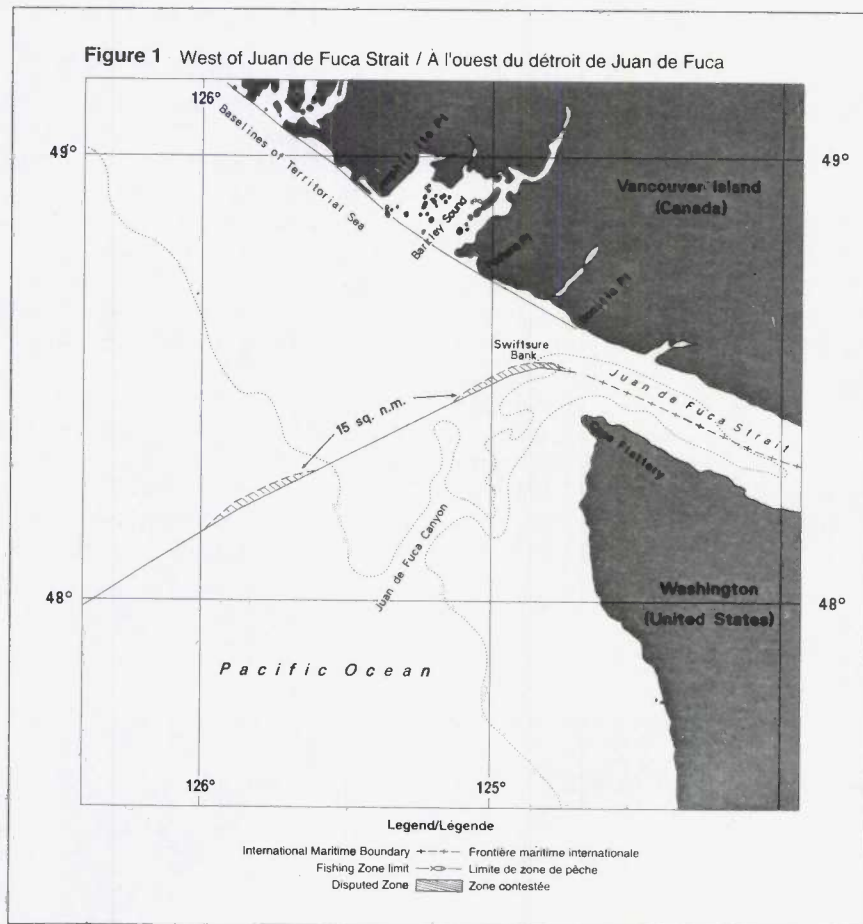 Figure 1 West of Juan de Fuca Strait / À l'ouest du détroit de Juan de Fuca
126°
49°
49°
Baselines of Territorial Sea
Barkley Sound
Vancouver Island
(Canada)
Swiftsure
Bank
Juan de Fuca Strait
15 sq. n.m.
Cape Flattery
Juan de Fuca Canyon
48°
48°
Washington
(United States)
Pacific Ocean
126°
125°
Legend/Légende
International Maritime Boundary Frontière maritime internationale
Fishing Zone limit Limite de zone de pêche
Disputed Zone Zone contestée